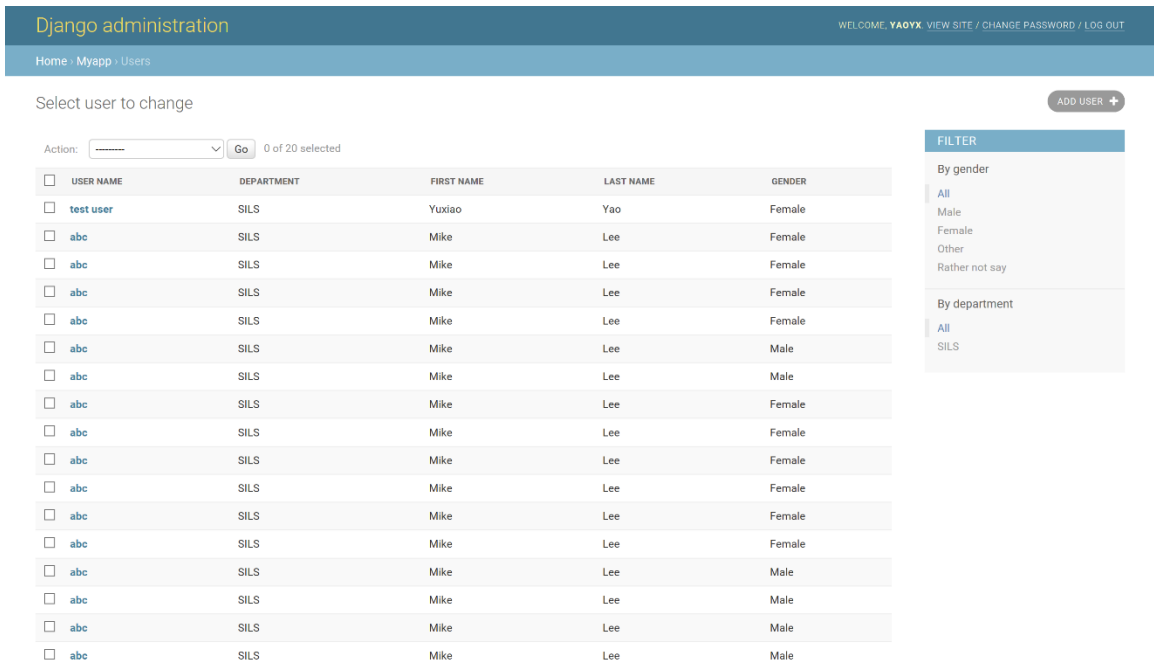 Django administration
WELCOME, YAOYX. VIEW SITE / CHANGE PASSWORD / LOG OUT
Home › Myapp › Users
Select user to change
ADD USER +
Action: --------- Go 0 of 20 selected
USER NAME DEPARTMENT FIRST NAME LAST NAME GENDER
test user SILS Yuxiao Yao Female
abc SILS Mike Lee Female
abc SILS Mike Lee Female
abc SILS Mike Lee Female
abc SILS Mike Lee Female
abc SILS Mike Lee Male
abc SILS Mike Lee Male
abc SILS Mike Lee Female
abc SILS Mike Lee Female
abc SILS Mike Lee Female
abc SILS Mike Lee Female
abc SILS Mike Lee Female
abc SILS Mike Lee Female
abc SILS Mike Lee Male
abc SILS Mike Lee Male
abc SILS Mike Lee Male
abc SILS Mike Lee Male
FILTER
By gender
All
Male
Female
Other
Rather not say
By department
All
SILS